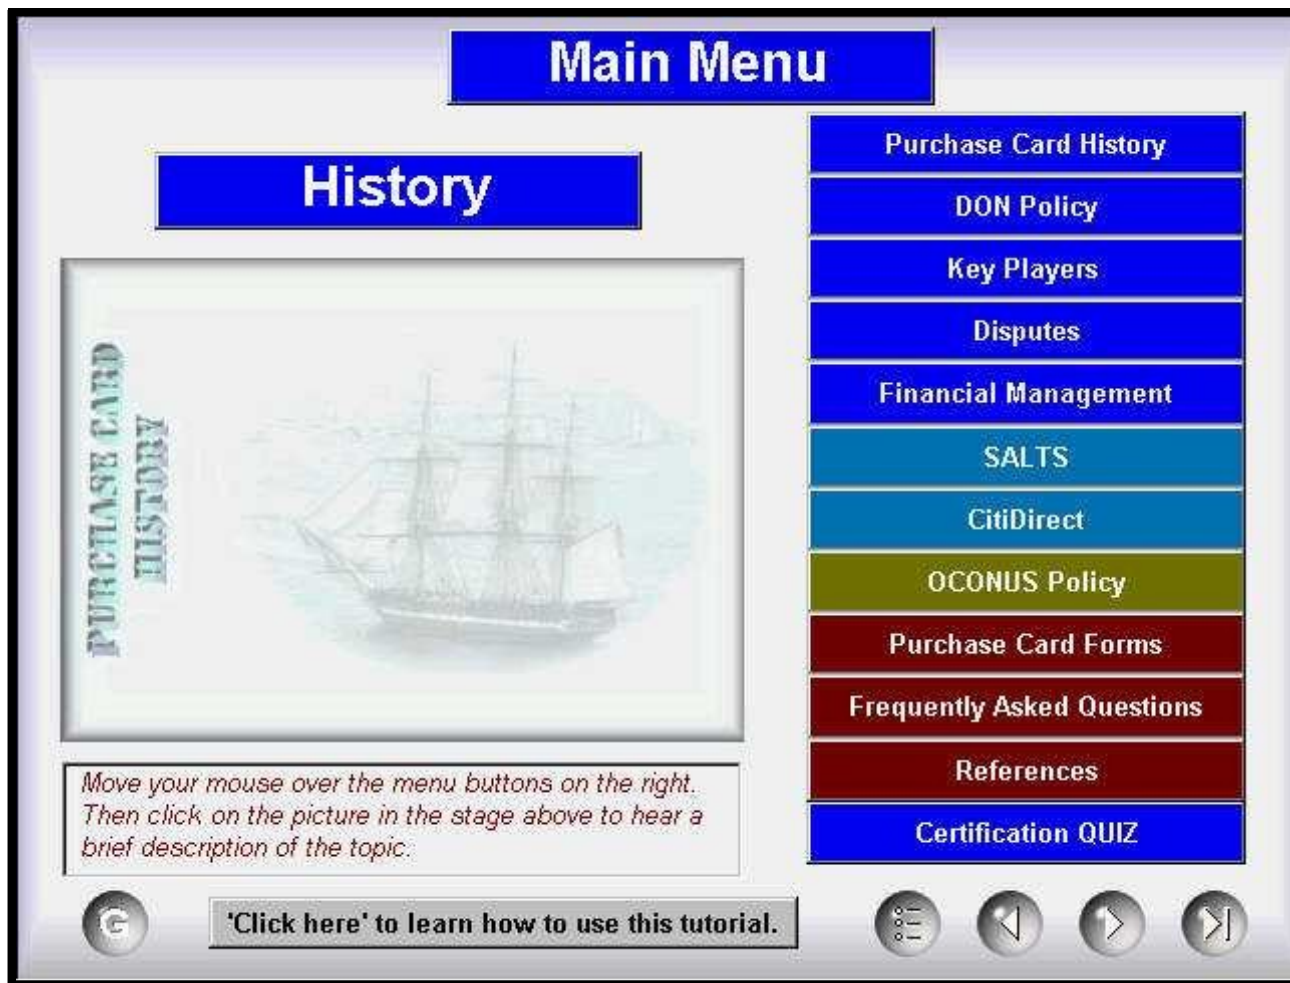 Main Menu
History
PURCHASE CARD
HISTORY
Move your mouse over the menu buttons on the right.
Then click on the picture in the stage above to hear a
brief description of the topic.
Purchase Card History
DON Policy
Key Players
Disputes
Financial Management
SALTS
CitiDirect
OCONUS Policy
Purchase Card Forms
Frequently Asked Questions
References
Certification QUIZ
G
'Click here' to learn how to use this tutorial.